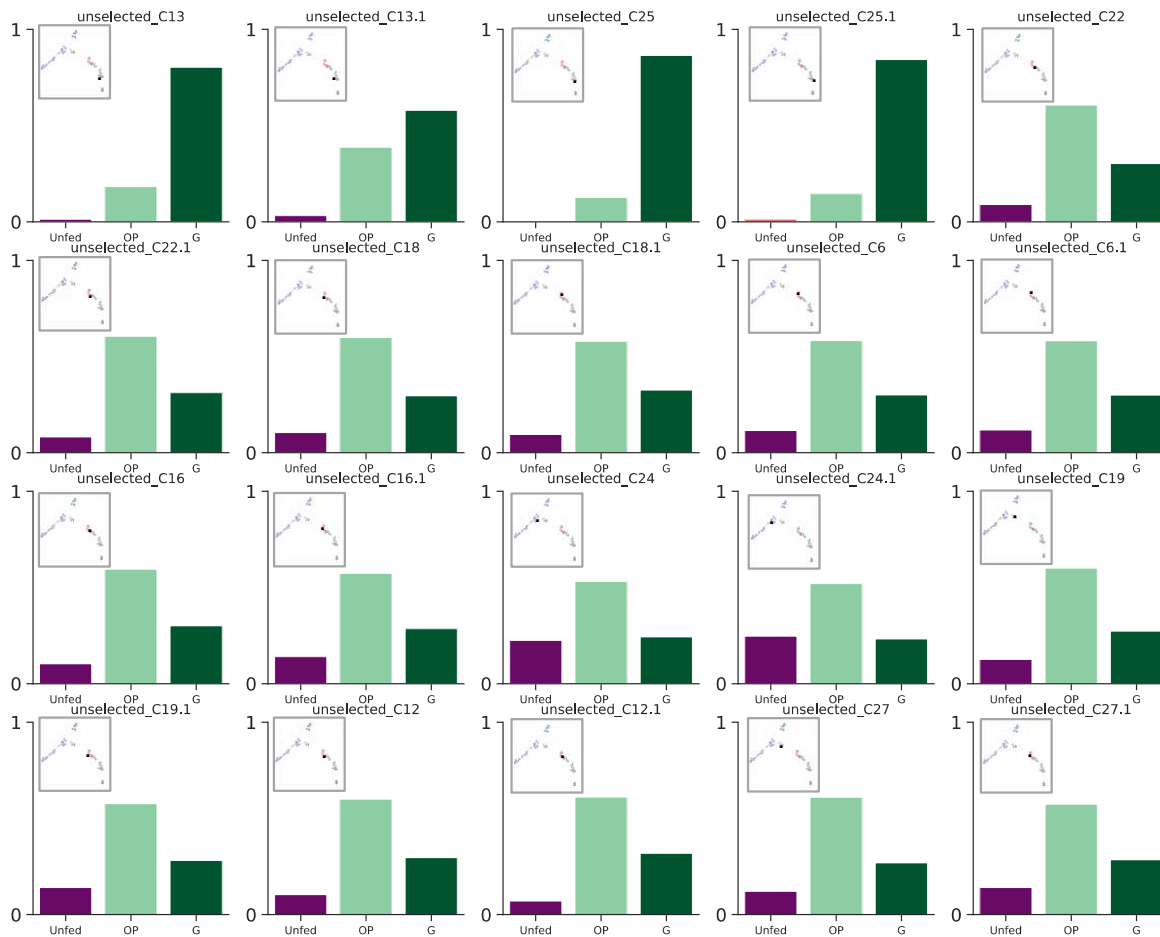 unselected_C13 unselected_C13.1 unselected_C25 unselected_C25.1 unselected_C22
1 1 1 1 1
0 0 0 0 0
Unfed OP G Unfed OP G Unfed OP G Unfed OP G Unfed OP G
unselected_C22.1 unselected_C18 unselected_C18.1 unselected_C6 unselected_C6.1
1 1 1 1 1
0 0 0 0 0
Unfed OP G Unfed OP G Unfed OP G Unfed OP G Unfed OP G
unselected_C16 unselected_C16.1 unselected_C24 unselected_C24.1 unselected_C19
1 1 1 1 1
0 0 0 0 0
Unfed OP G Unfed OP G Unfed OP G Unfed OP G Unfed OP G
unselected_C19.1 unselected_C12 unselected_C12.1 unselected_C27 unselected_C27.1
1 1 1 1 1
0 0 0 0 0
Unfed OP G Unfed OP G Unfed OP G Unfed OP G Unfed OP G